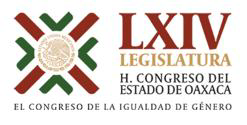 LXIV
LEGISLATURA
H. CONGRESO DEL
ESTADO DE OAXACA
EL CONGRESO DE LA IGUALDAD DE GÉNERO